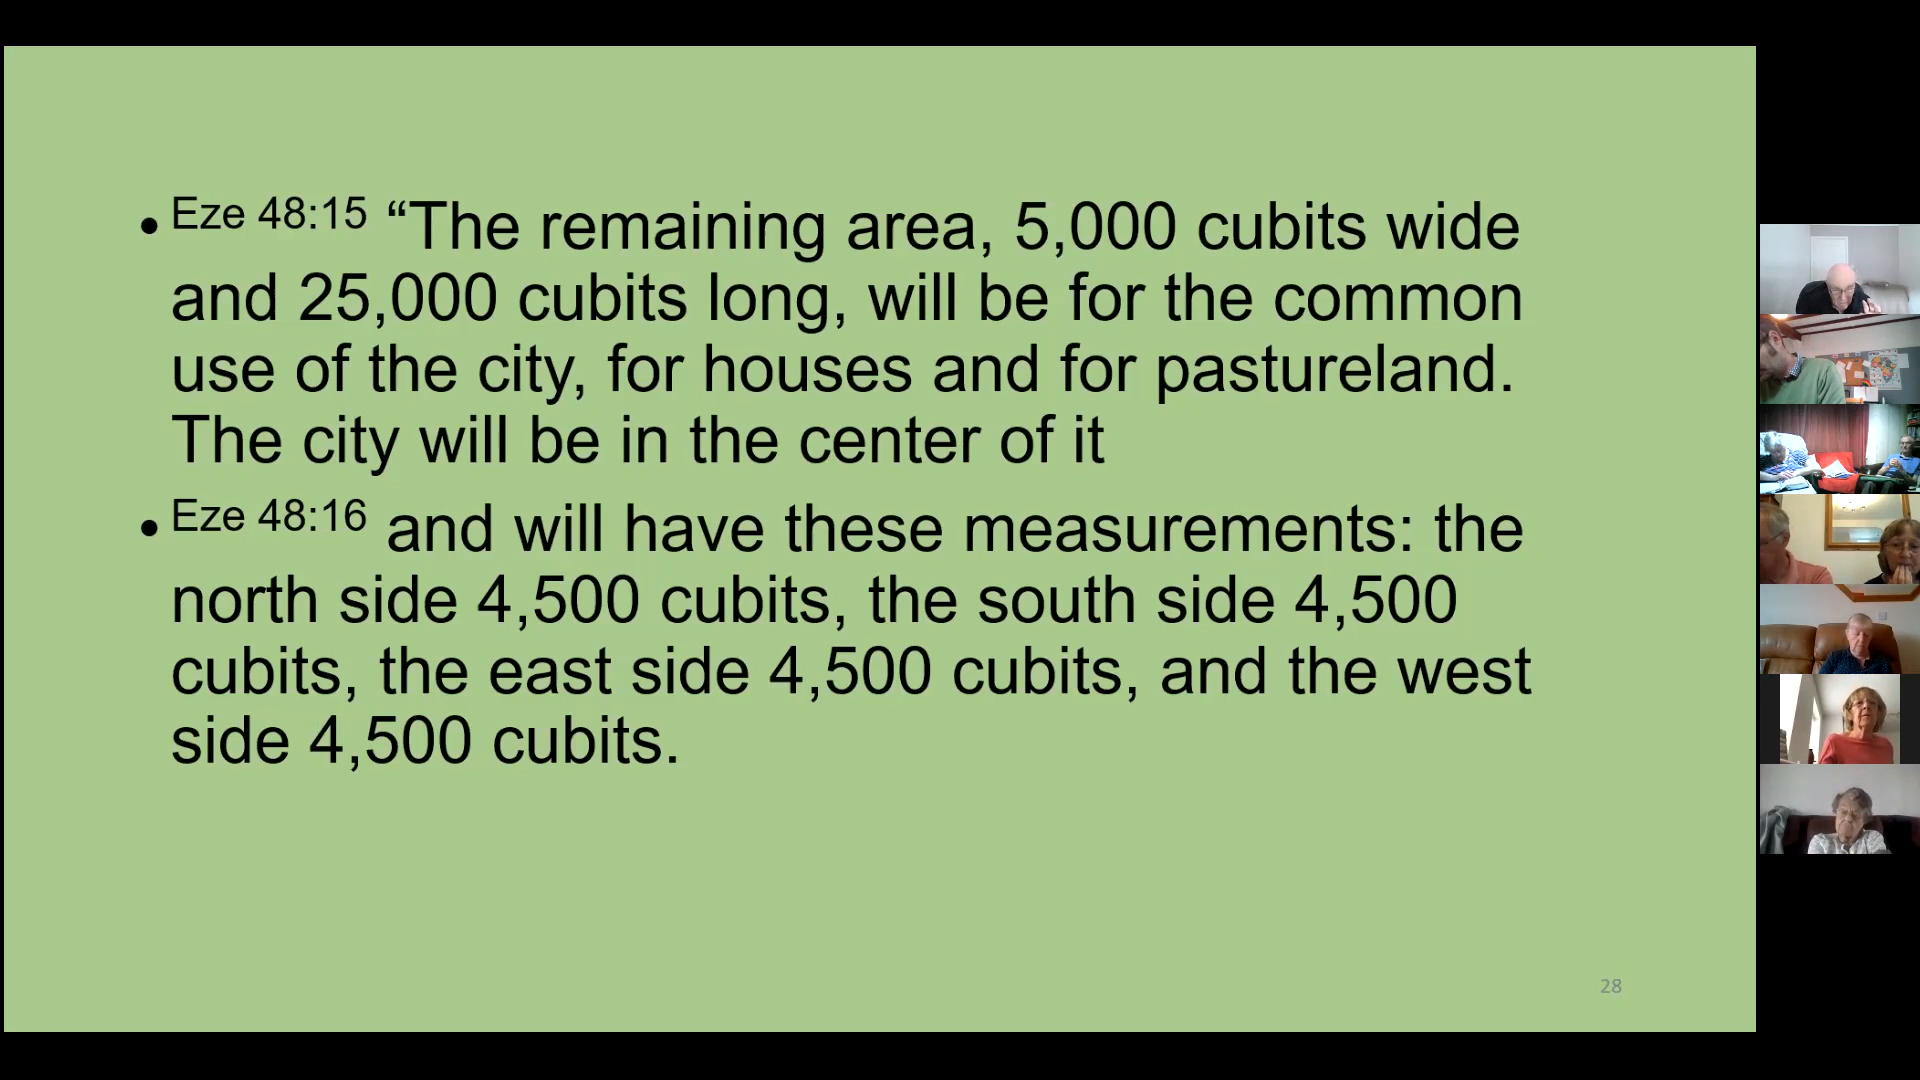 • Eze 48:15 “The remaining area, 5,000 cubits wide
and 25,000 cubits long, will be for the common
use of the city, for houses and for pastureland.
The city will be in the center of it
• Eze 48:16 and will have these measurements: the
north side 4,500 cubits, the south side 4,500
cubits, the east side 4,500 cubits, and the west
side 4,500 cubits.
28